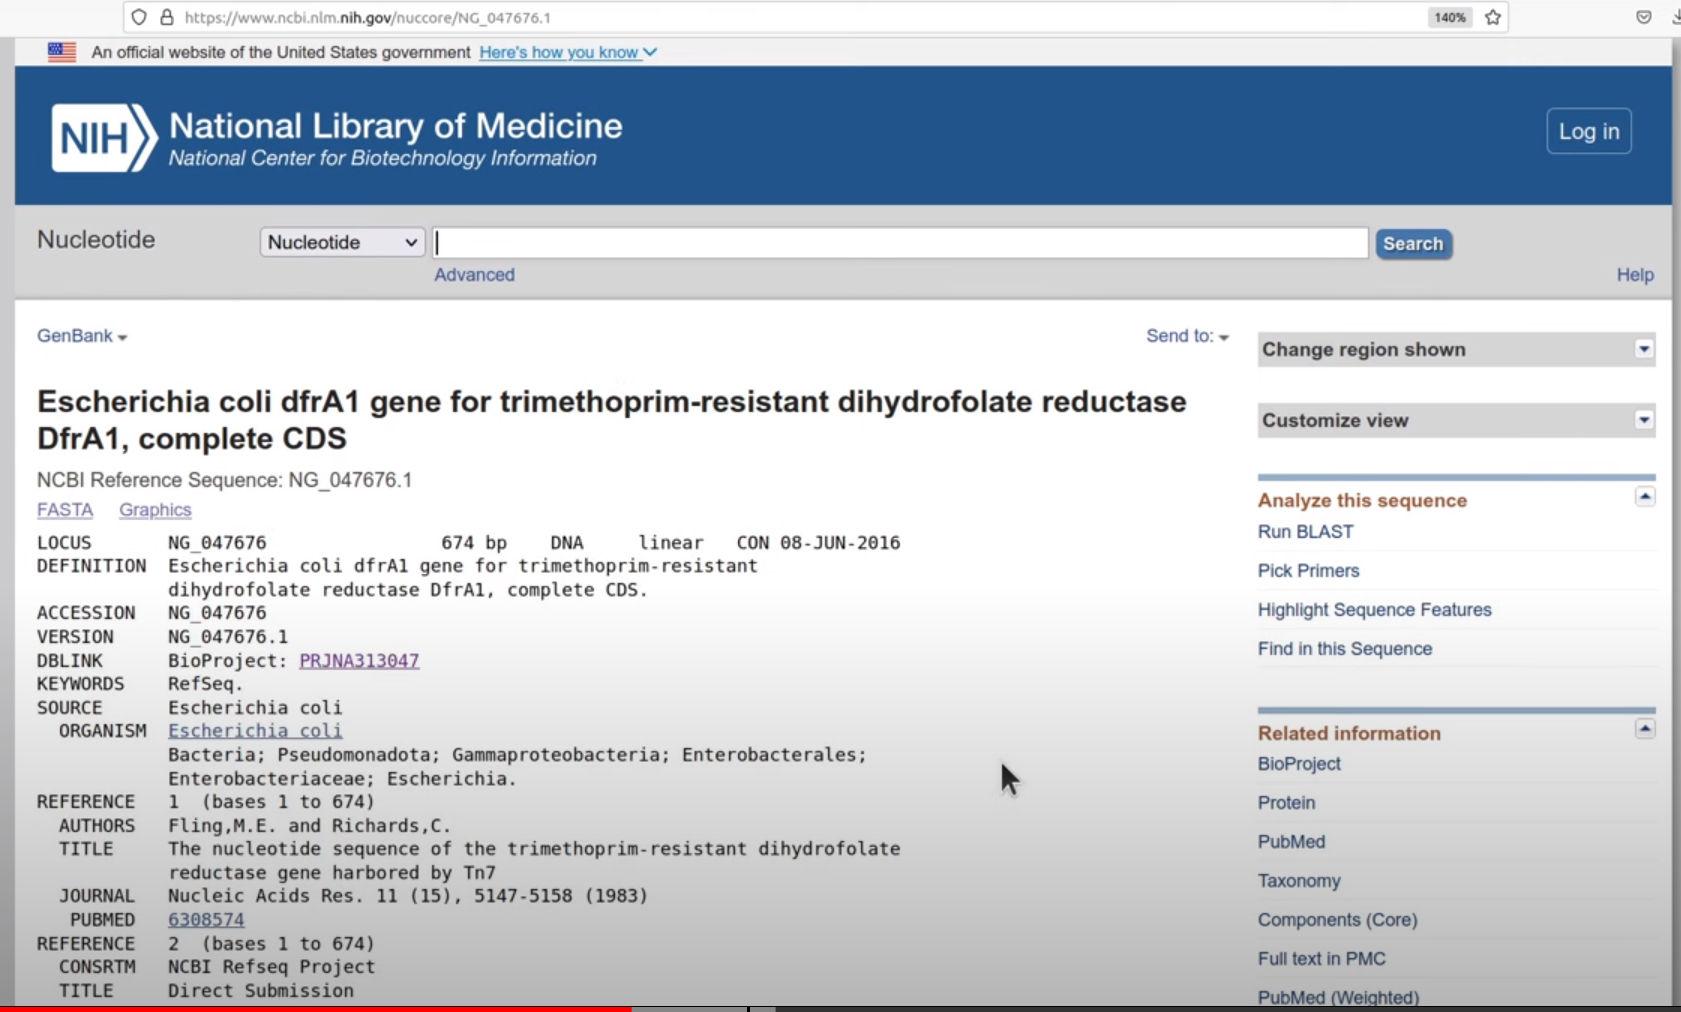 https://www.ncbi.nlm.nih.gov/nuccore/NG_047676.1
140%
An official website of the United States government Here's how you know
NIH National Library of Medicine
National Center for Biotechnology Information
Log in
Nucleotide
Nucleotide
Search
Advanced
Help
GenBank
Send to:
Escherichia coli dfrA1 gene for trimethoprim-resistant dihydrofolate reductase
DfrA1, complete CDS
NCBI Reference Sequence: NG_047676.1
FASTA Graphics
LOCUS NG_047676 674 bp DNA linear CON 08-JUN-2016
DEFINITION Escherichia coli dfrA1 gene for trimethoprim-resistant
dihydrofolate reductase DfrA1, complete CDS.
ACCESSION NG_047676
VERSION NG_047676.1
DBLINK BioProject: PRJNA313047
KEYWORDS RefSeq.
SOURCE Escherichia coli
ORGANISM Escherichia coli
Bacteria; Pseudomonadota; Gammaproteobacteria; Enterobacterales;
Enterobacteriaceae; Escherichia.
REFERENCE 1 (bases 1 to 674)
AUTHORS Fling,M.E. and Richards,C.
TITLE The nucleotide sequence of the trimethoprim-resistant dihydrofolate
reductase gene harbored by Tn7
JOURNAL Nucleic Acids Res. 11 (15), 5147-5158 (1983)
PUBMED 6308574
REFERENCE 2 (bases 1 to 674)
CONSRTM NCBI Refseq Project
TITLE Direct Submission
Change region shown
Customize view
Analyze this sequence
Run BLAST
Pick Primers
Highlight Sequence Features
Find in this Sequence
Related information
BioProject
Protein
PubMed
Taxonomy
Components (Core)
Full text in PMC
PubMed (Weighted)